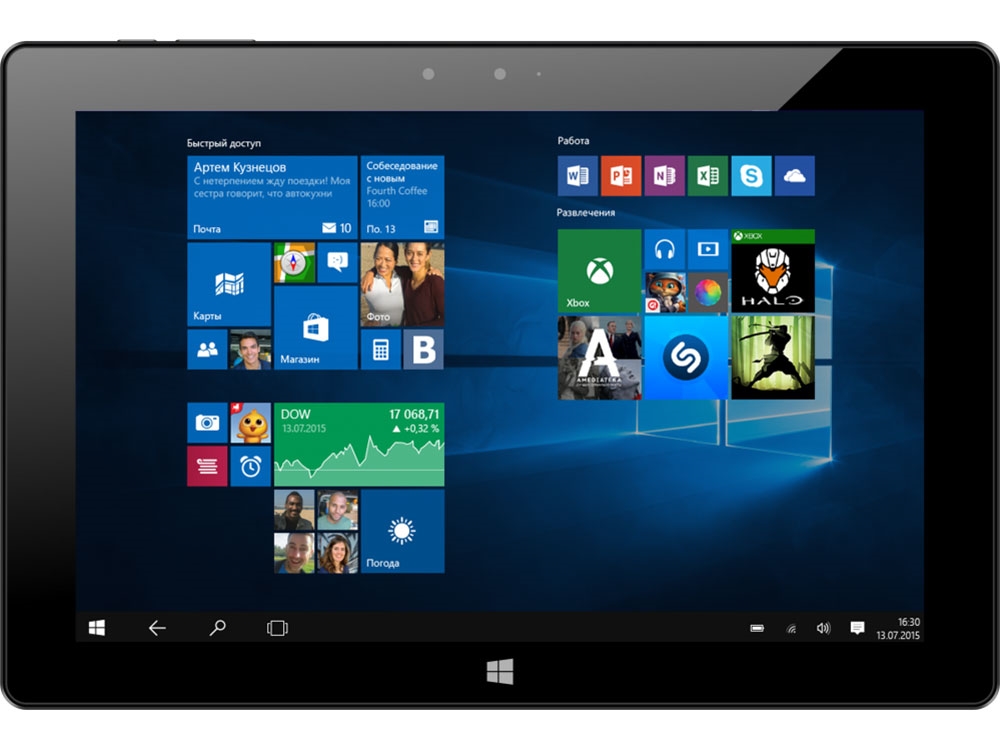 Быстрый доступ
Артем Кузнецов
С нетерпением жду поездки! Моя
сестра говорит, что автокухни
Почта
10
Собеседование
с новым
Fourth Coffee
16:00
По. 13
Карты
Магазин
Фото
B
DOW
17 068,71
13.07.2015
▲ +0,32 %
Погода
Работа
W
P
N
X
S
Развлечения
Xbox
XBOX
HALO
A
AMEDIATEKA
16:30
13.07.2015